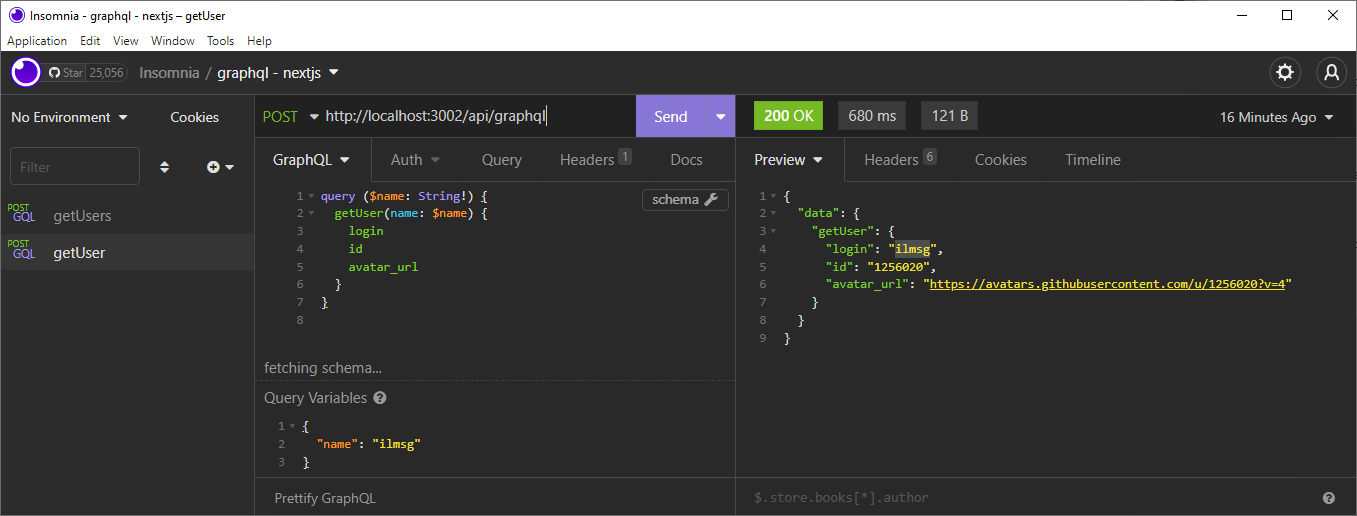 Insomnia - graphql - nextjs – getUser
Application Edit View Window Tools Help
Star 25,056 Insomnia / graphql - nextjs
No Environment Cookies
Filter
POST GQL getUsers
POST GQL getUser
POST http://localhost:3002/api/graphql Send
GraphQL Auth Query Headers 1 Docs
schema
1 query ($name: String!) {
2 getUser(name: $name) {
3 login
4 id
5 avatar_url
6 }
7 }
8
fetching schema...
Query Variables ?
1 {
2 "name": "ilmsg"
3 }
Prettify GraphQL
200 OK 680 ms 121 B 16 Minutes Ago
Preview Headers 6 Cookies Timeline
1 {
2 "data": {
3 "getUser": {
4 "login": "ilmsg",
5 "id": "1256020",
6 "avatar_url": "https://avatars.githubusercontent.com/u/1256020?v=4"
7 }
8 }
9 }
$.store.books[*].author ?